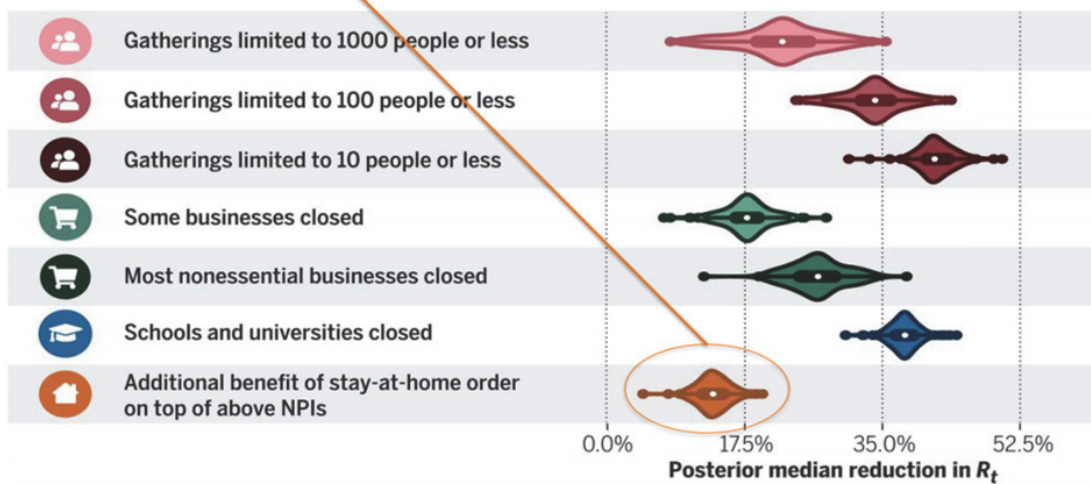 Gatherings limited to 1000 people or less
Gatherings limited to 100 people or less
Gatherings limited to 10 people or less
Some businesses closed
Most nonessential businesses closed
Schools and universities closed
Additional benefit of stay-at-home order
on top of above NPIs
0.0% 17.5% 35.0% 52.5%
Posterior median reduction in Rt